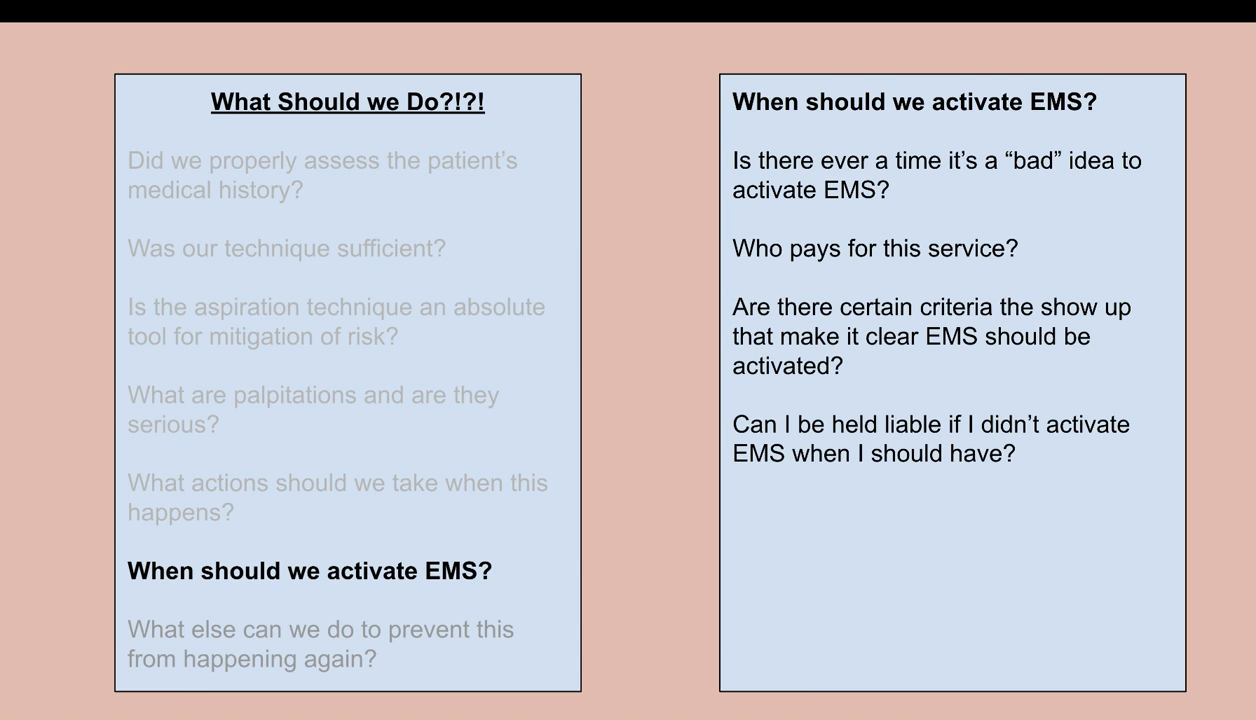 What Should we Do?!?!
Did we properly assess the patient’s
medical history?
Was our technique sufficient?
Is the aspiration technique an absolute
tool for mitigation of risk?
What are palpitations and are they
serious?
What actions should we take when this
happens?
When should we activate EMS?
What else can we do to prevent this
from happening again?
When should we activate EMS?
Is there ever a time it’s a “bad” idea to
activate EMS?
Who pays for this service?
Are there certain criteria the show up
that make it clear EMS should be
activated?
Can I be held liable if I didn’t activate
EMS when I should have?